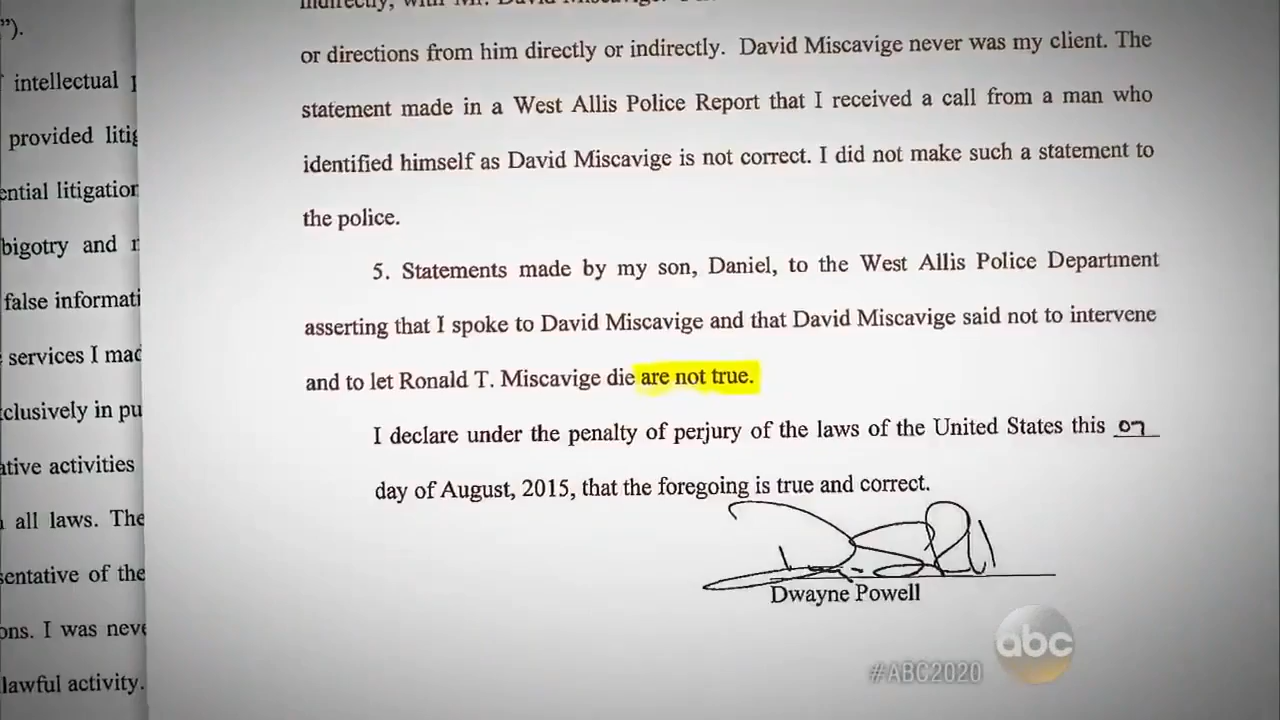 ”).
intellectual
provided
ential litigation
bigotry and
false informati
services I mad
clusively in pu
ative activities
all laws. The
sentative of the
ons. I was neve
lawful activity.
or directions from him directly or indirectly. David Miscavige never was my client. The
statement made in a West Allis Police Report that I received a call from a man who
identified himself as David Miscavige is not correct. I did not make such a statement to
the police.
5. Statements made by my son, Daniel, to the West Allis Police Department
asserting that I spoke to David Miscavige and that David Miscavige said not to intervene
and to let Ronald T. Miscavige die are not true.
I declare under the penalty of perjury of the laws of the United States this 07
day of August, 2015, that the foregoing is true and correct.
Dwayne Powell
abc
#ABC2020